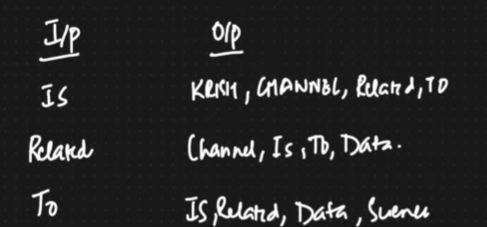 I/p O/p
IS KRISH, CHANNEL, Related, TO
Related Channel, Is, To, Data.
To IS, Related, Data, Science